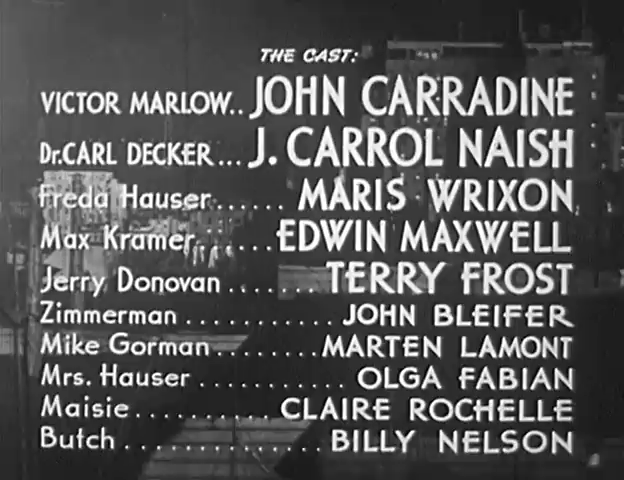 THE CAST:
VICTOR MARLOW.. JOHN CARRADINE
Dr. CARL DECKER... J. CARROL NAISH
Freda Hauser...... MARIS WRIXON
Max Kramer....... EDWIN MAXWELL
Jerry Donovan ....... TERRY FROST
Zimmerman ........... JOHN BLEIFER
Mike Gorman ......... MARTEN LAMONT
Mrs. Hauser ........... OLGA FABIAN
Maisie .......... CLAIRE ROCHELLE
Butch .............. BILLY NELSON